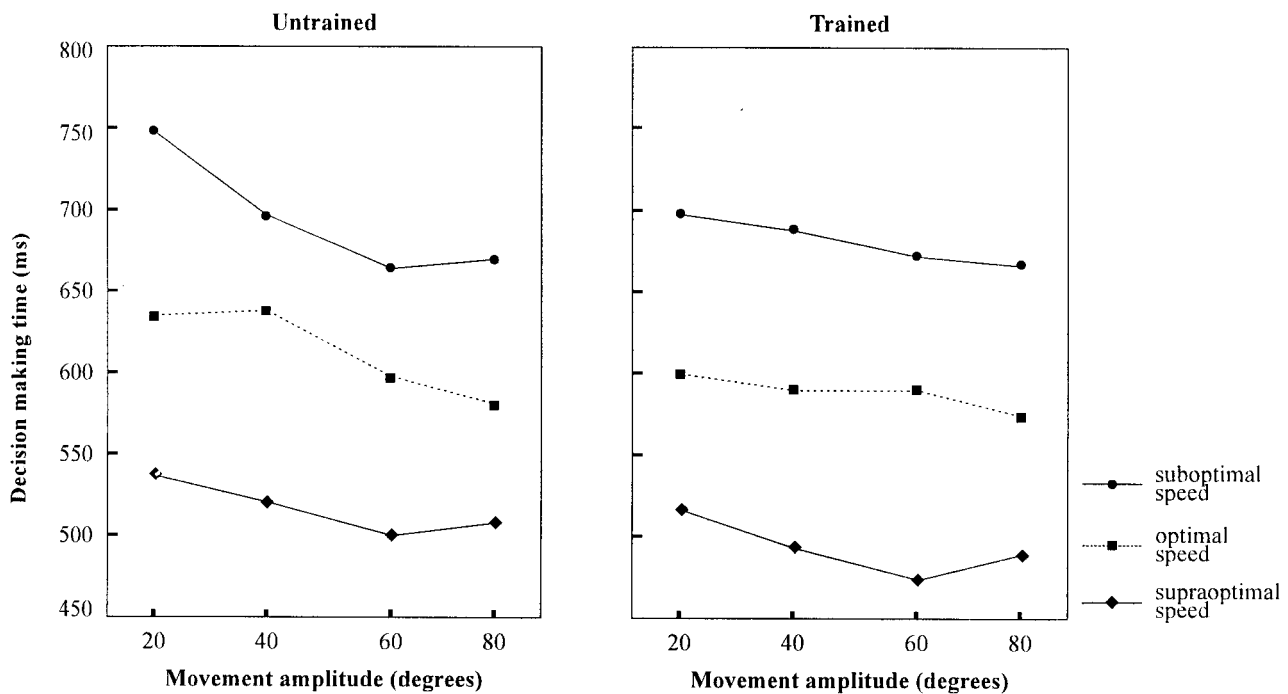 Untrained
Trained
800
750
700
650
600
550
500
450
Decision making time (ms)
20 40 60 80
20 40 60 80
Movement amplitude (degrees)
Movement amplitude (degrees)
suboptimal
speed
optimal
speed
supraoptimal
speed